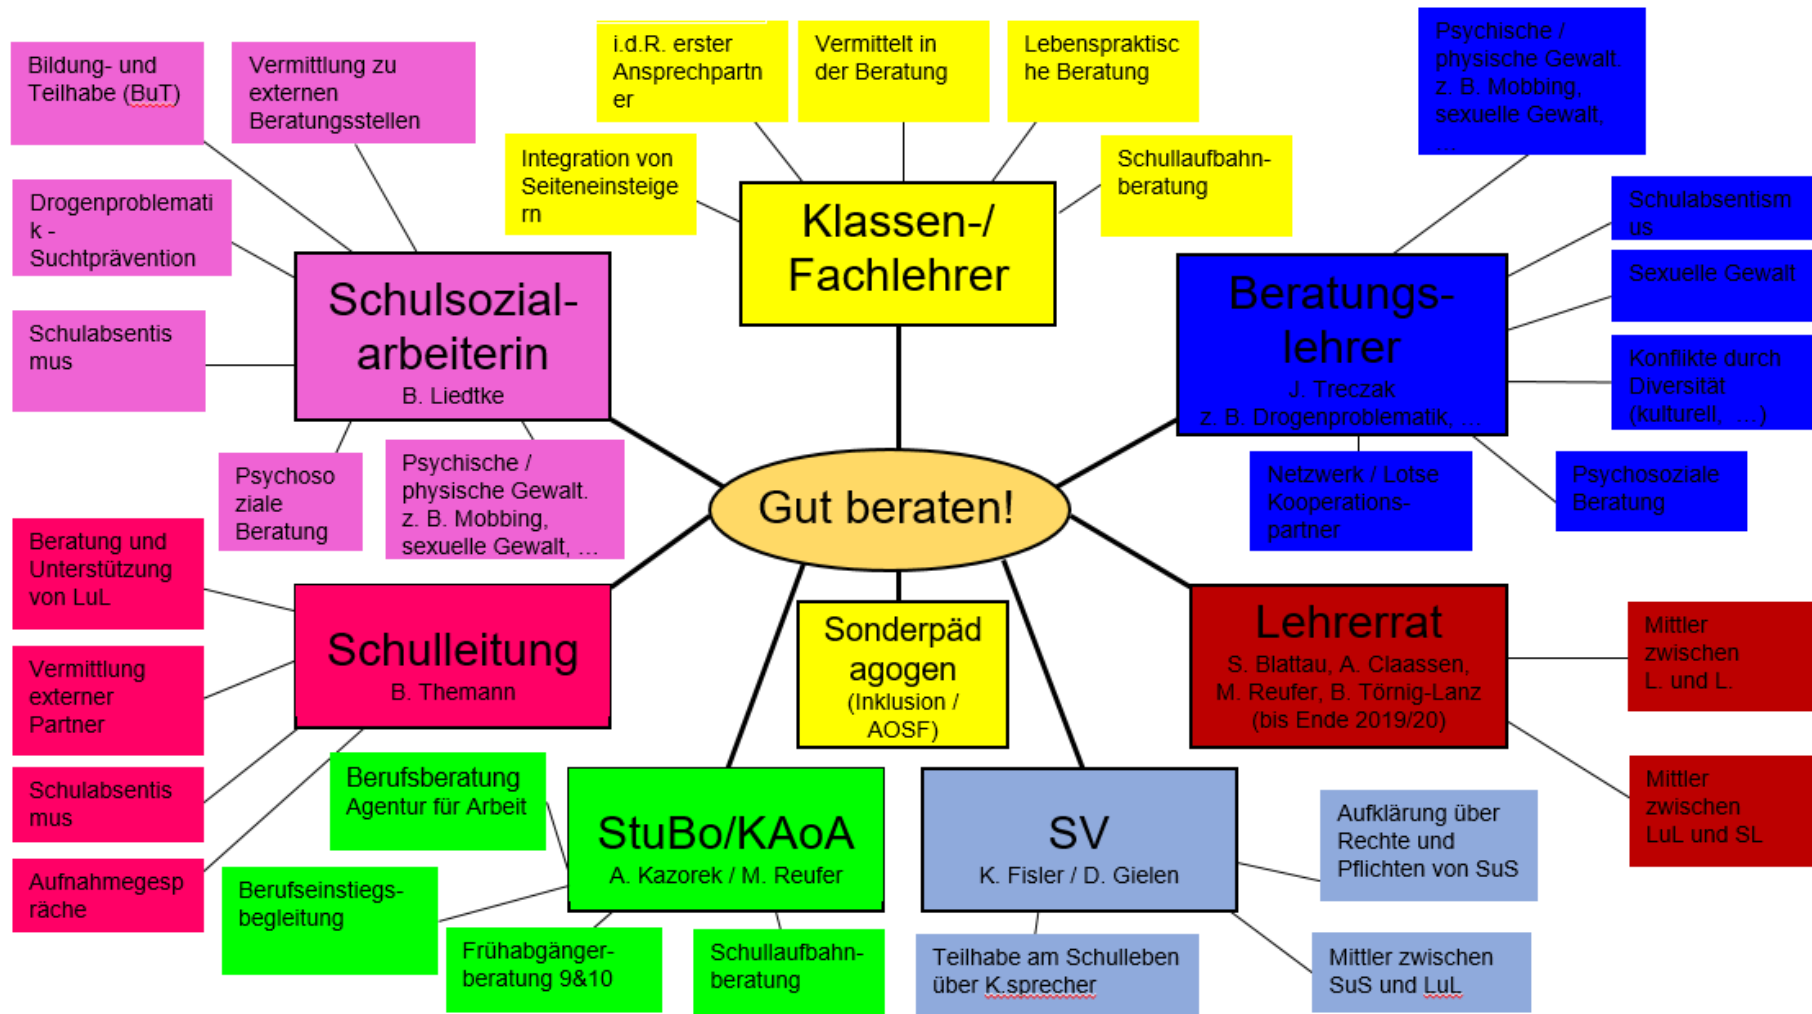 Bildung- und
Teilhabe (BuT)
Vermittlung zu
externen
Beratungsstellen
Drogenproblemati
k -
Suchtprävention
Schulabsentis
mus
Schulsozial-
arbeiterin
B. Liedtke
Psychoso
ziale
Beratung
Psychische /
physische Gewalt.
z. B. Mobbing,
sexuelle Gewalt, …
i.d.R. erster
Ansprechpartn
er
Vermittelt in
der Beratung
Lebenspraktisc
he Beratung
Integration von
Seiteneinsteige
rn
Schullaufbahn-
beratung
Klassen-/
Fachlehrer
Psychische /
physische Gewalt.
z. B. Mobbing,
sexuelle Gewalt,
…
Schulabsentism
us
Sexuelle Gewalt
Konflikte durch
Diversität
(kulturell, …)
Beratungs-
lehrer
J. Treczak
z. B. Drogenproblematik, …
Netzwerk / Lotse
Kooperations-
partner
Psychosoziale
Beratung
Gut beraten!
Beratung und
Unterstützung
von LuL
Vermittlung
externer
Partner
Schulabsentis
mus
Aufnahmegesp
räche
Schulleitung
B. Themann
Sonderpäd
agogen
(Inklusion /
AOSF)
Lehrerrat
S. Blattau, A. Claassen,
M. Reufer, B. Törnig-Lanz
(bis Ende 2019/20)
Mittler
zwischen
L. und L.
Mittler
zwischen
LuL und SL
Berufsberatung
Agentur für Arbeit
Berufseinstiegs-
begleitung
Frühabgänger-
beratung 9&10
Schullaufbahn-
beratung
StuBo/KAoA
A. Kazorek / M. Reufer
SV
K. Fisler / D. Gielen
Aufklärung über
Rechte und
Pflichten von SuS
Teilhabe am Schulleben
über K.sprecher
Mittler zwischen
SuS und LuL